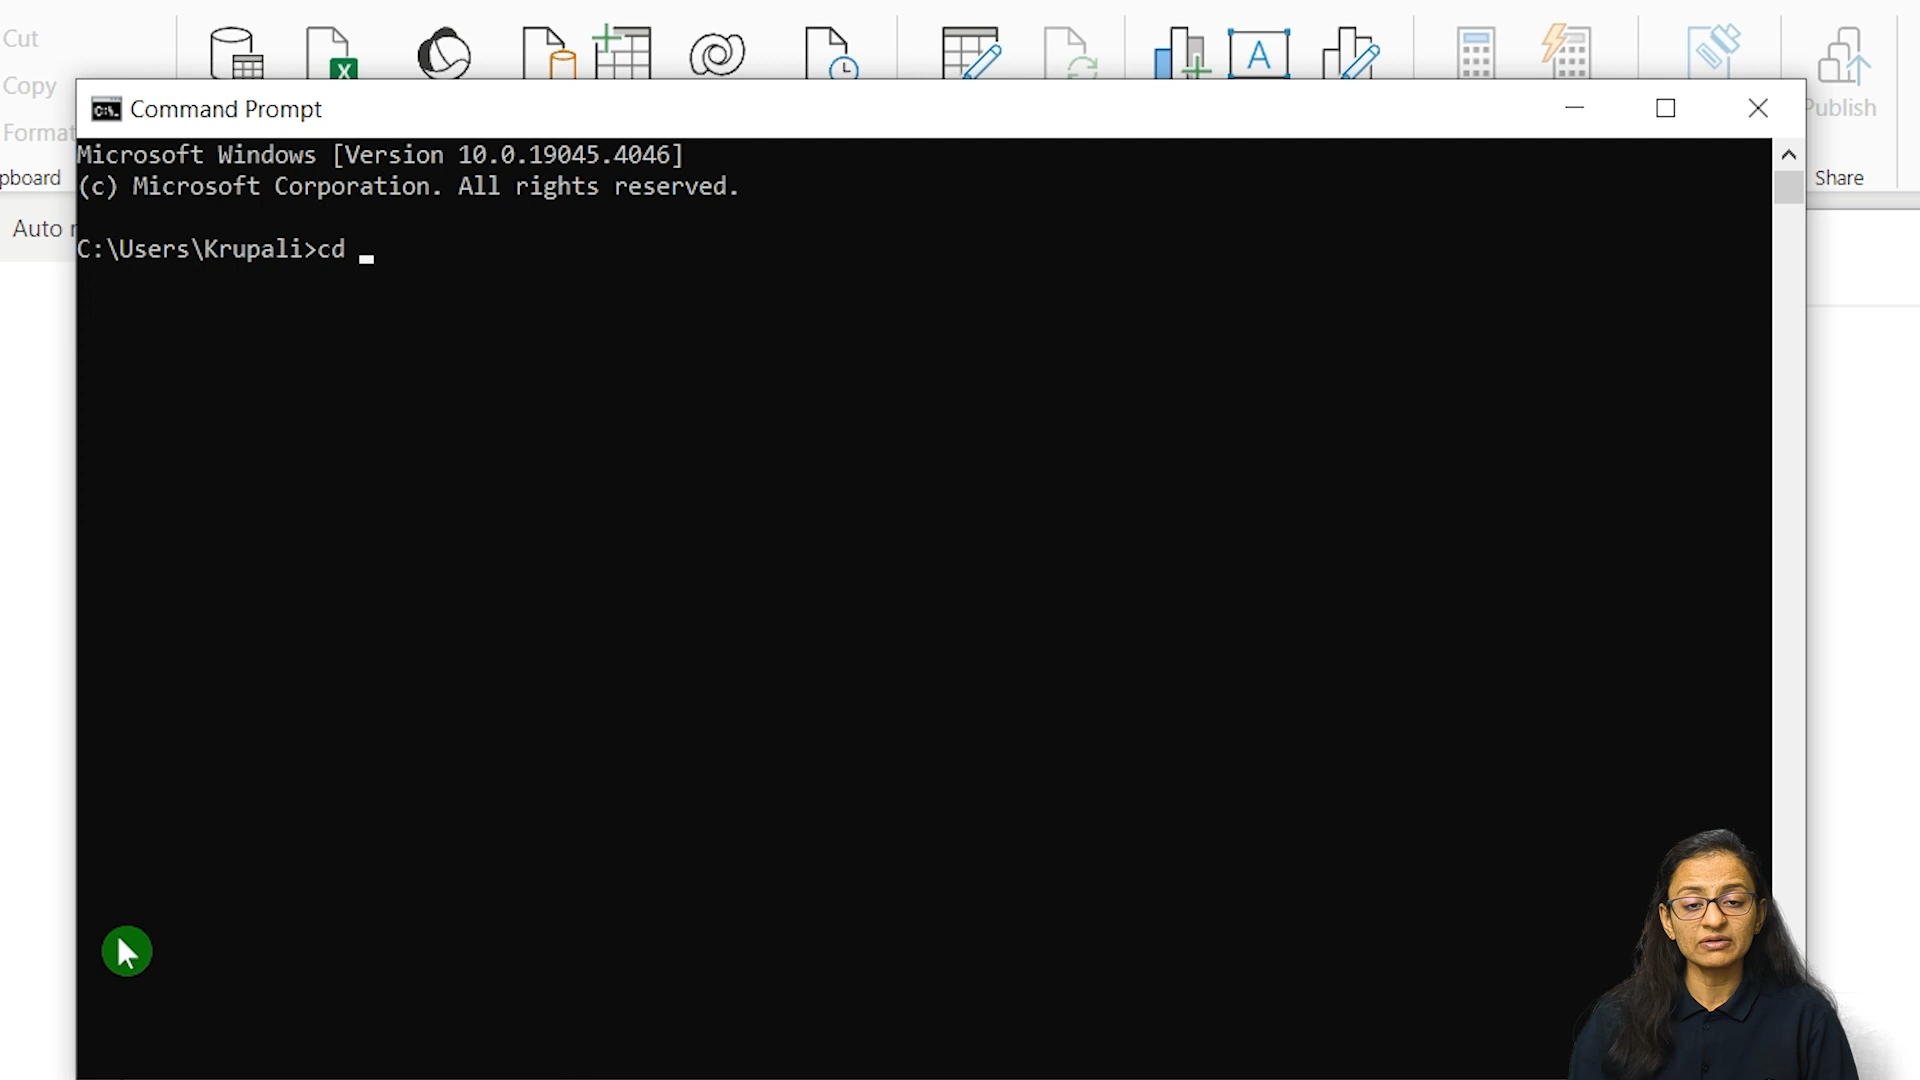 Cut
Copy
Format
pboard
Auto r
X
A
Publish
Share
Command Prompt
C:\.
Microsoft Windows [Version 10.0.19045.4046]
(c) Microsoft Corporation. All rights reserved.
C:\Users\Krupali>cd